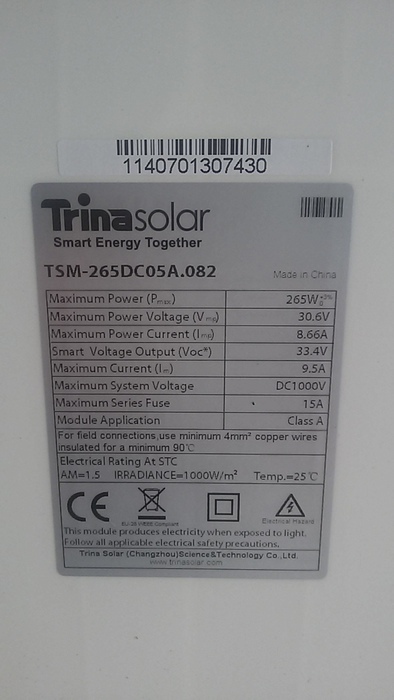 1140701307430
Trinasolar
Smart Energy Together
TSM-265DC05A.082
Made in China
Maximum Power (Pmax) 265W +3% 0
Maximum Power Voltage (Vmp) 30.6V
Maximum Power Current (Imp) 8.66A
Smart Voltage Output (Voc*) 33.4V
Maximum Current (Im) 9.5A
Maximum System Voltage DC1000V
Maximum Series Fuse 15A
Module Application Class A
For field connections,use minimum 4mm² copper wires
insulated for a minimum 90℃
Electrical Rating At STC
AM=1.5 IRRADIANCE=1000W/m² Temp.=25℃
CE
Electrical Hazard
This module produces electricity when exposed to light.
Follow all applicable electrical safety precautions.
Trina Solar (Changzhou)Science&Technology Co.,Ltd.
www.trinasolar.com